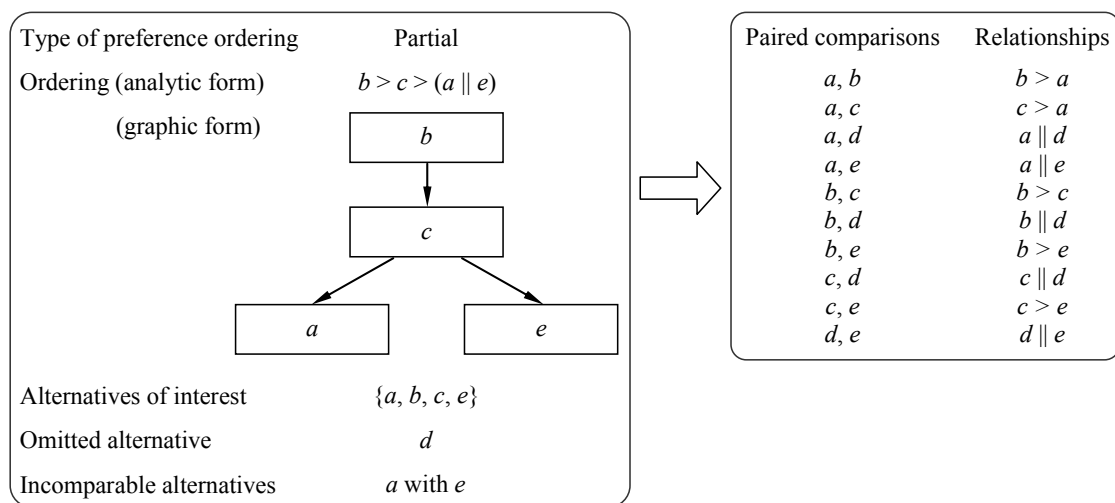 Type of preference ordering Partial
Ordering (analytic form) b > c > (a || e)
(graphic form)
b
c
a e
Alternatives of interest {a, b, c, e}
Omitted alternative d
Incomparable alternatives a with e
Paired comparisons Relationships
a, b b > a
a, c c > a
a, d a || d
a, e a || e
b, c b > c
b, d b || d
b, e b > e
c, d c || d
c, e c > e
d, e d || e